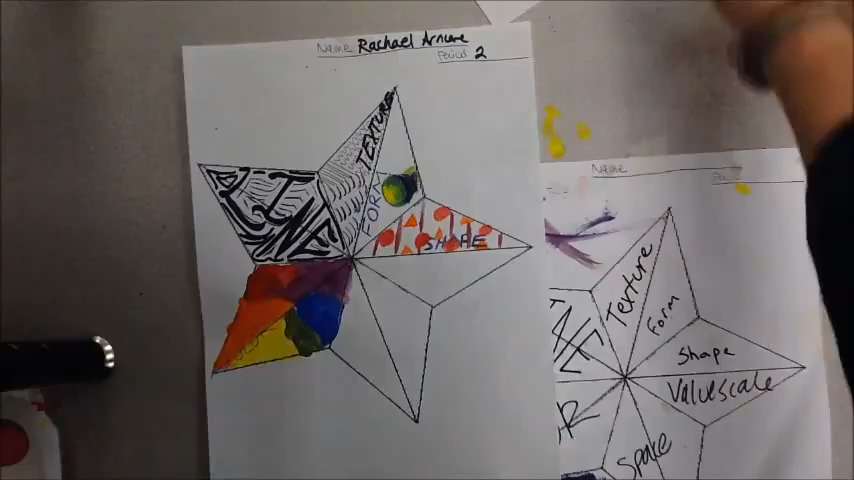 Name Rachael Arnone
Period 2
TEXTURE
LINE
FORM
SHAPE
Name
Texture
Form
Shape
Valuescale
Space